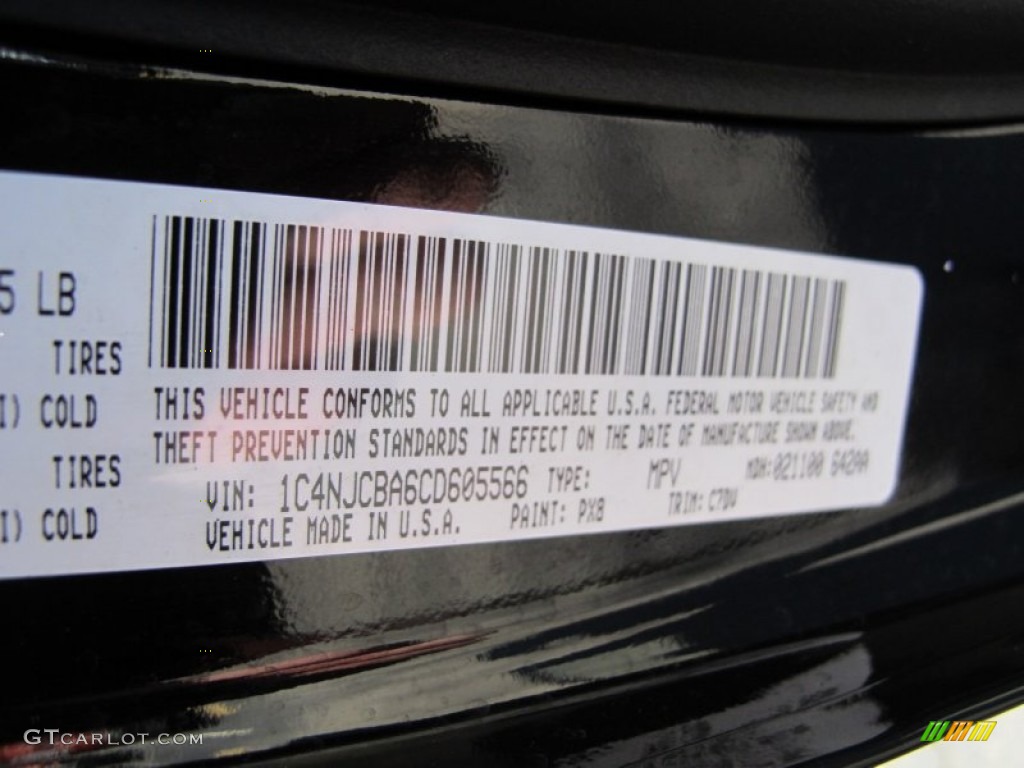 5 LB
TIRES
I) COLD
TIRES
I) COLD
THIS VEHICLE CONFORMS TO ALL APPLICABLE U.S.A. FEDERAL MOTOR VEHICLE SAFETY AND
THEFT PREVENTION STANDARDS IN EFFECT ON THE DATE OF MANUFACTURE SHOWN ABOVE.
VIN: 1C4NJCBA6CD605566 TYPE: MPV MDH:021100 642AA
VEHICLE MADE IN U.S.A. PAINT: PX8 TRIM: C7DV
GTCARLOT.COM